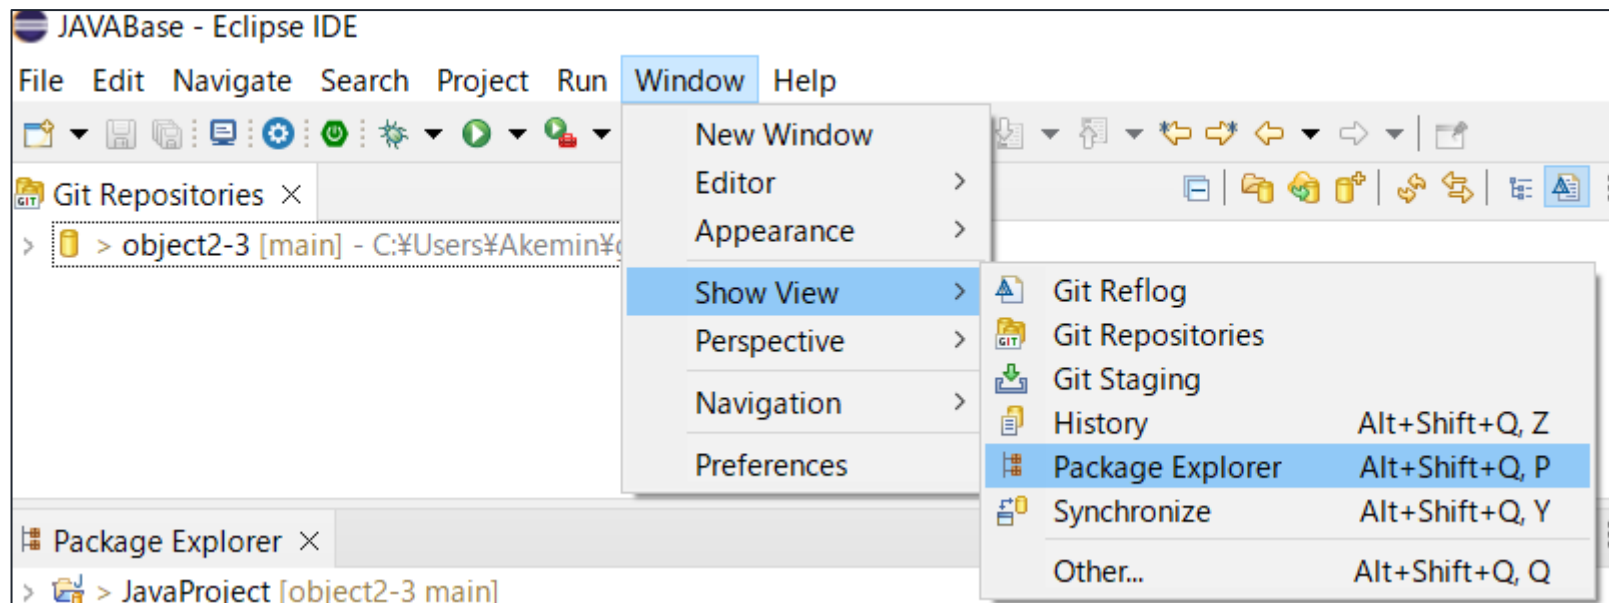 JAVABase - Eclipse IDE
File Edit Navigate Search Project Run Window Help
New Window
Git Repositories
Editor
Appearance
> object2-3 [main] - C:¥Users¥Akemin¥
Show View
Perspective
Navigation
Preferences
Git Reflog
Git Repositories
Git Staging
History Alt+Shift+Q, Z
Package Explorer Alt+Shift+Q, P
Synchronize Alt+Shift+Q, Y
Other... Alt+Shift+Q, Q
Package Explorer
> JavaProject [object2-3 main]